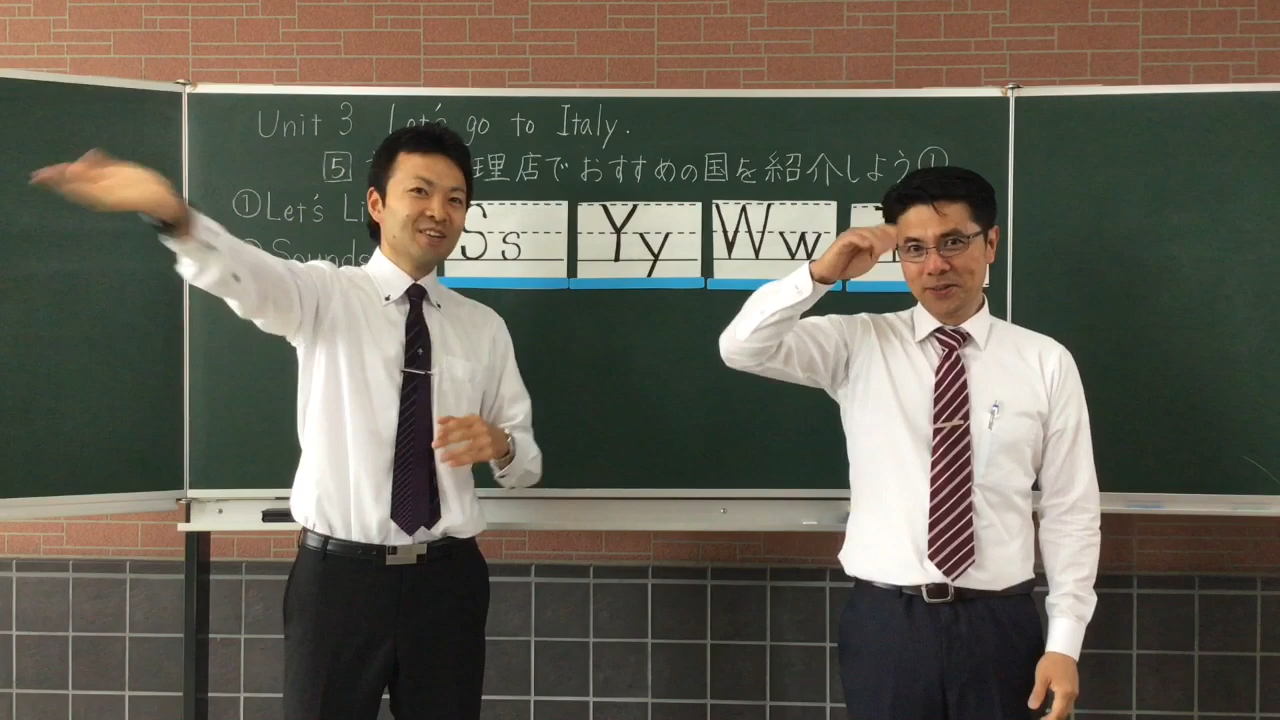 Unit 3 Let's go to Italy.
5 理店でおすすめの国を紹介しよう①
①Let's
Sounds
Ss Yy Ww